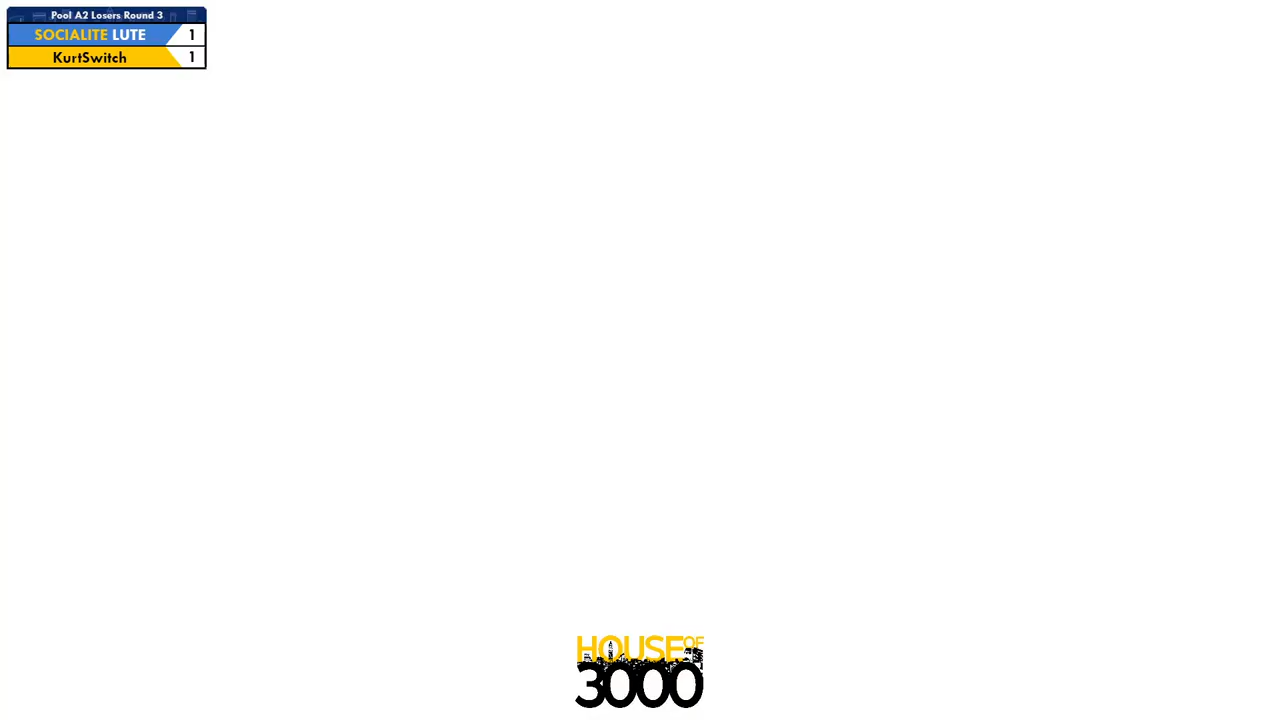 Pool A2 Losers Round 3
SOCIALITE LUTE 1
KurtSwitch 1
HOUSE OF
3000